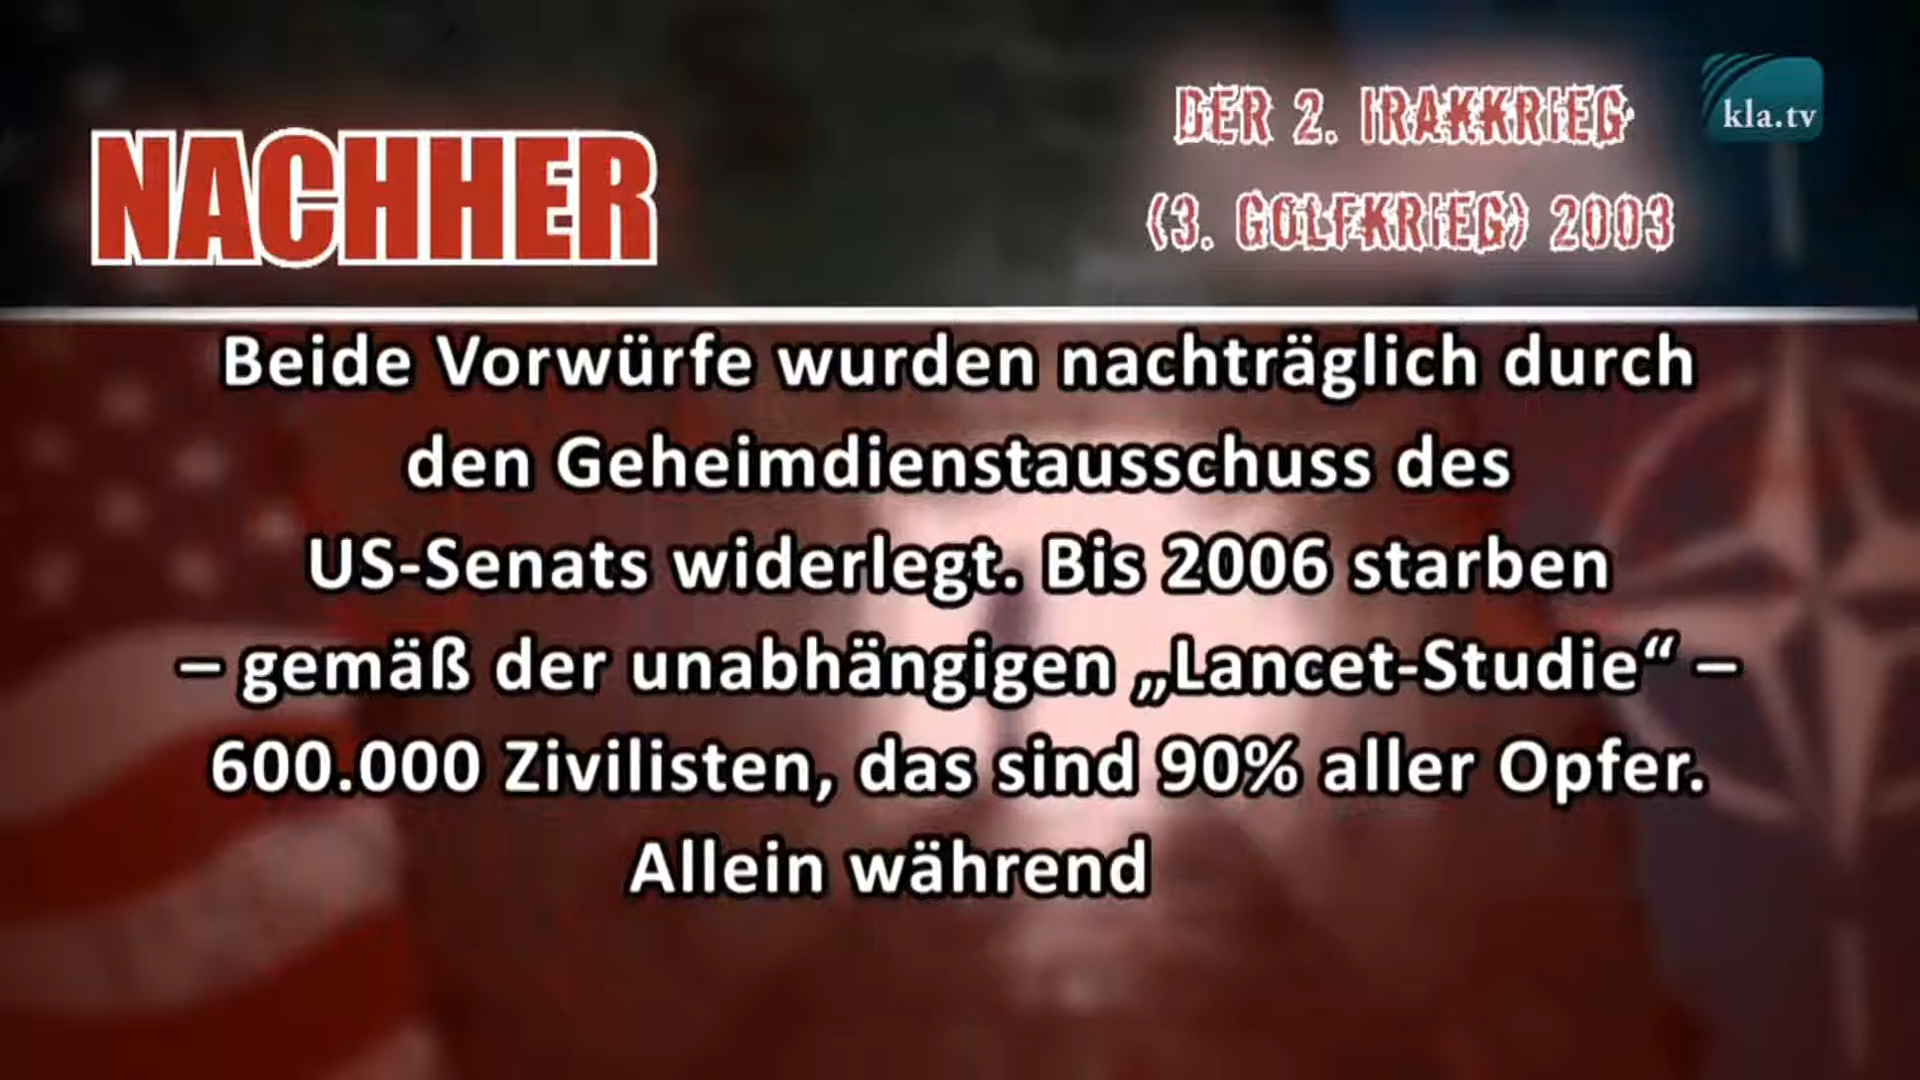 NACHHER
DER 2. IRAKKRIEG
(3. GOLFKRIEG) 2003
kla.tv
Beide Vorwürfe wurden nachträglich durch
den Geheimdienstausschuss des
US-Senats widerlegt. Bis 2006 starben
– gemäß der unabhängigen „Lancet-Studie“ –
600.000 Zivilisten, das sind 90% aller Opfer.
Allein während